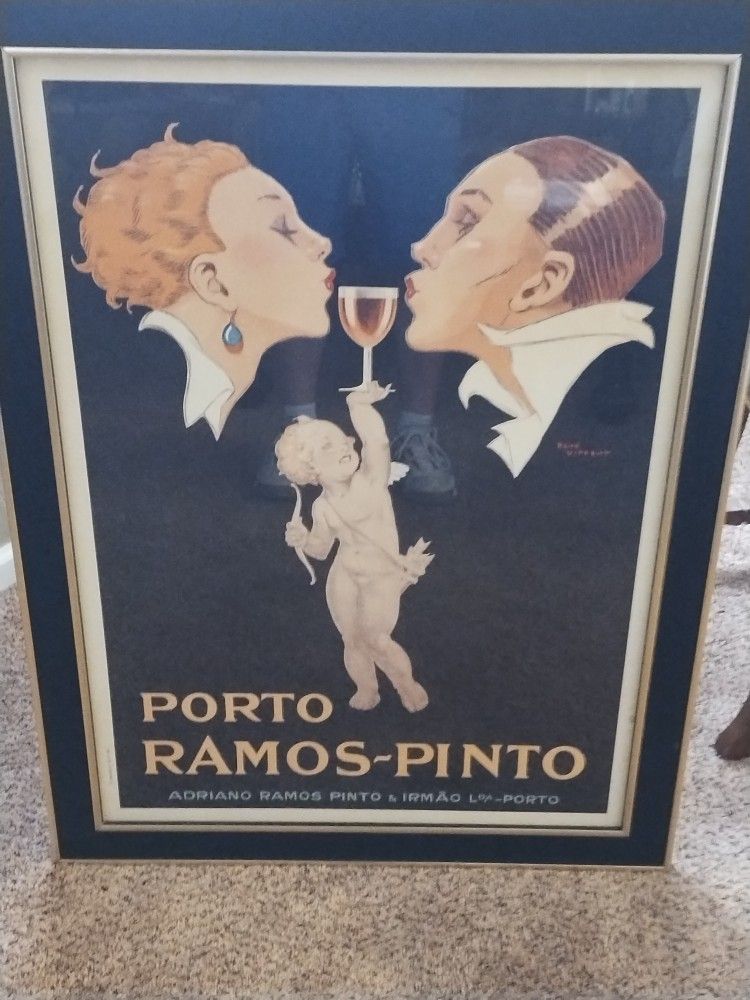 PORTO
RAMOS-PINTO
ADRIANO RAMOS PINTO & IRMÃO LDA-PORTO